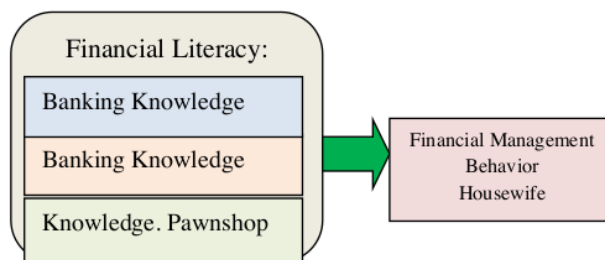 Financial Literacy:
Banking Knowledge
Banking Knowledge
Knowledge. Pawnshop
Financial Management
Behavior
Housewife